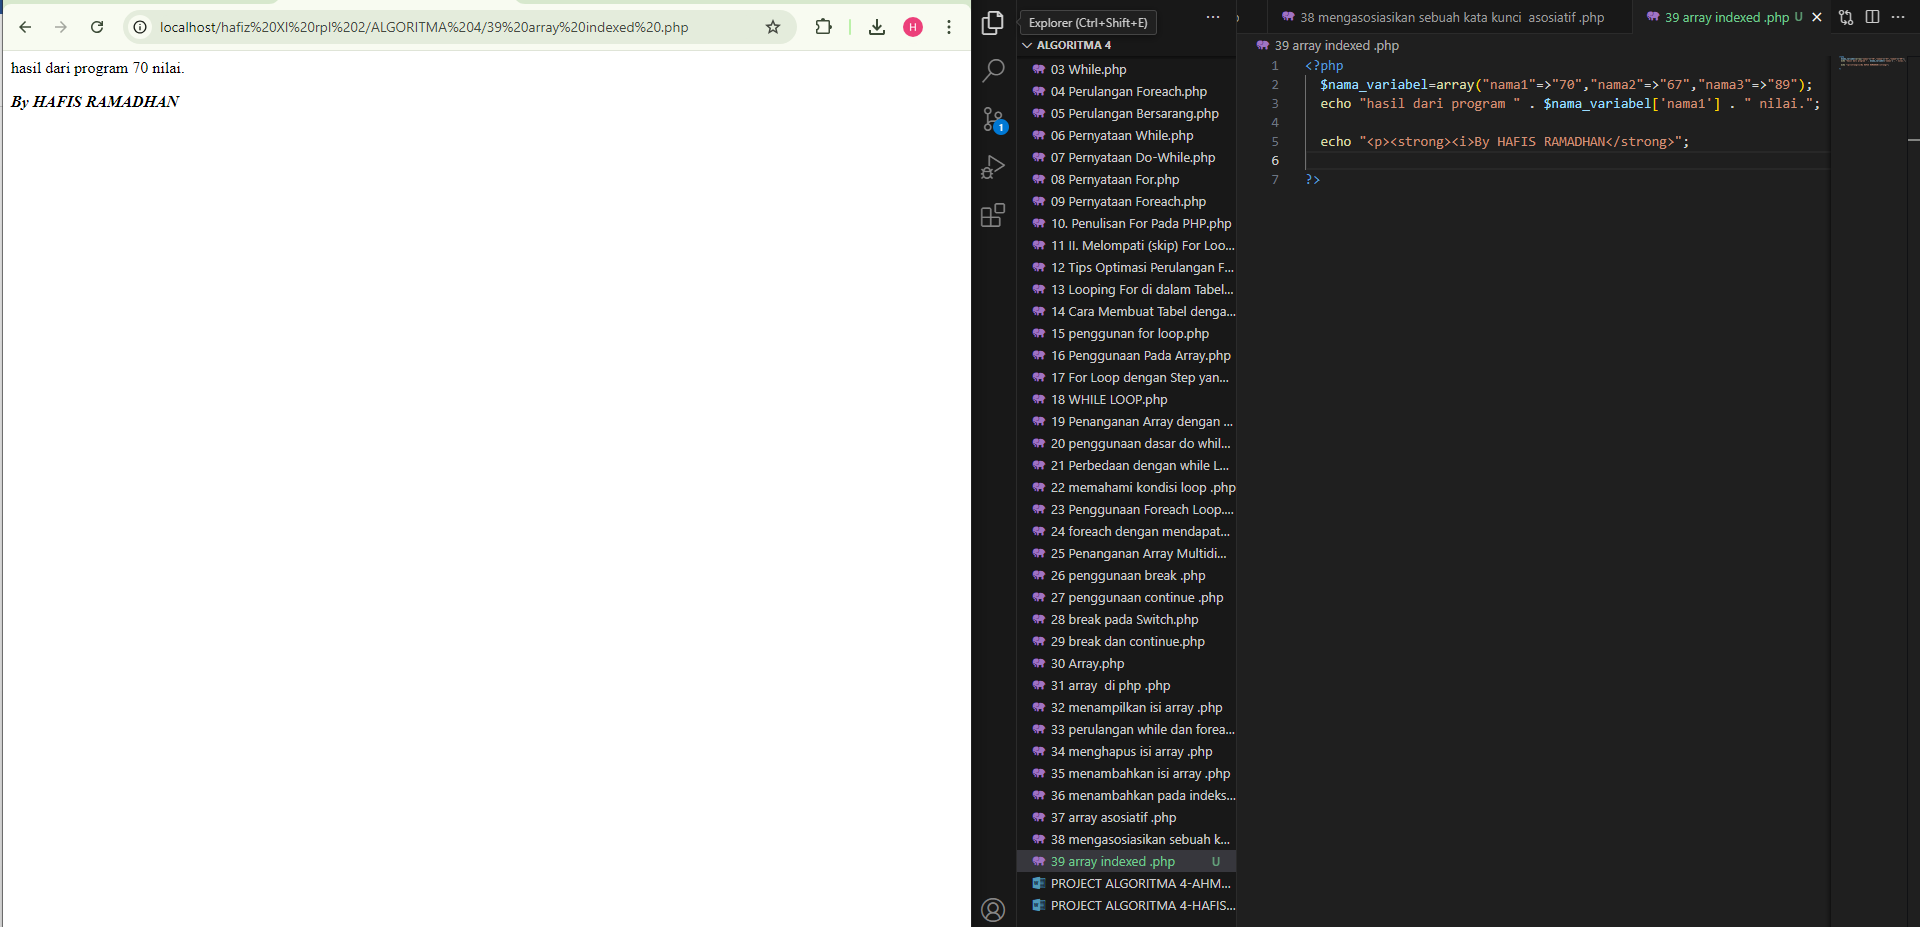 localhost/hafiz%20XI%20rpl%202/ALGORITMA%204/39%20array%20indexed%20.php
H
hasil dari program 70 nilai.
By HAFIS RAMADHAN
Explorer (Ctrl+Shift+E)
1
ALGORITMA 4
03 While.php
04 Perulangan Foreach.php
05 Perulangan Bersarang.php
06 Pernyataan While.php
07 Pernyataan Do-While.php
08 Pernyataan For.php
09 Pernyataan Foreach.php
10. Penulisan For Pada PHP.php
11 II. Melompati (skip) For Loo...
12 Tips Optimasi Perulangan F...
13 Looping For di dalam Tabel...
14 Cara Membuat Tabel denga...
15 penggunan for loop.php
16 Penggunaan Pada Array.php
17 For Loop dengan Step yan...
18 WHILE LOOP.php
19 Penanganan Array dengan ...
20 penggunaan dasar do whil...
21 Perbedaan dengan while L...
22 memahami kondisi loop .php
23 Penggunaan Foreach Loop....
24 foreach dengan mendapat...
25 Penanganan Array Multidi...
26 penggunaan break .php
27 penggunaan continue .php
28 break pada Switch.php
29 break dan continue.php
30 Array.php
31 array  di php .php
32 menampilkan isi array .php
33 perulangan while dan forea...
34 menghapus isi array .php
35 menambahkan isi array .php
36 menambahkan pada indeks...
37 array asosiatif .php
38 mengasosiasikan sebuah k...
39 array indexed .php U
PROJECT ALGORITMA 4-AHM...
PROJECT ALGORITMA 4-HAFIS...
38 mengasosiasikan sebuah kata kunci  asosiatif .php
39 array indexed .php U
39 array indexed .php
1 <?php
2 $nama_variabel=array("nama1"=>"70","nama2"=>"67","nama3"=>"89");
3 echo "hasil dari program " . $nama_variabel['nama1'] . " nilai.";
4
5 echo "<p><strong><i>By HAFIS RAMADHAN</strong>";
6
7 ?>